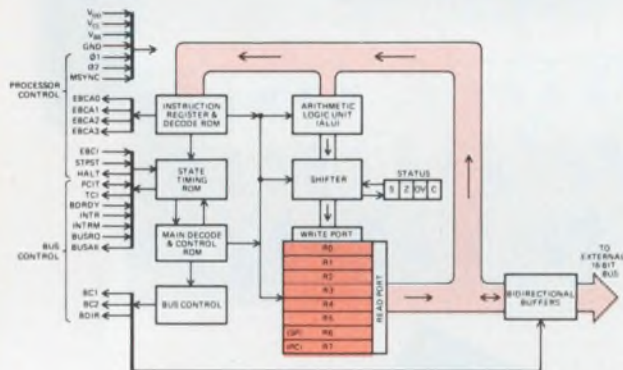 V_DD
V_CC
V_BB
GND
Ø1
Ø2
MSYNC
PROCESSOR
CONTROL
EBCA0
EBCA1
EBCA2
EBCA3
EBCI
STPST
HALT
PCIT
TCI
BDRDY
INTR
INTRM
BUSRQ
BUSAK
BUS
CONTROL
BC1
BC2
BDIR
INSTRUCTION
REGISTER &
DECODE ROM
STATE
TIMING
ROM
MAIN DECODE
& CONTROL
ROM
BUS CONTROL
ARITHMETIC
LOGIC UNIT
(ALU)
SHIFTER
STATUS
S Z OV C
WRITE PORT
R0
R1
R2
R3
R4
R5
(SP) R6
(PC) R7
READ PORT
BIDIRECTIONAL
BUFFERS
TO
EXTERNAL
16-BIT
BUS